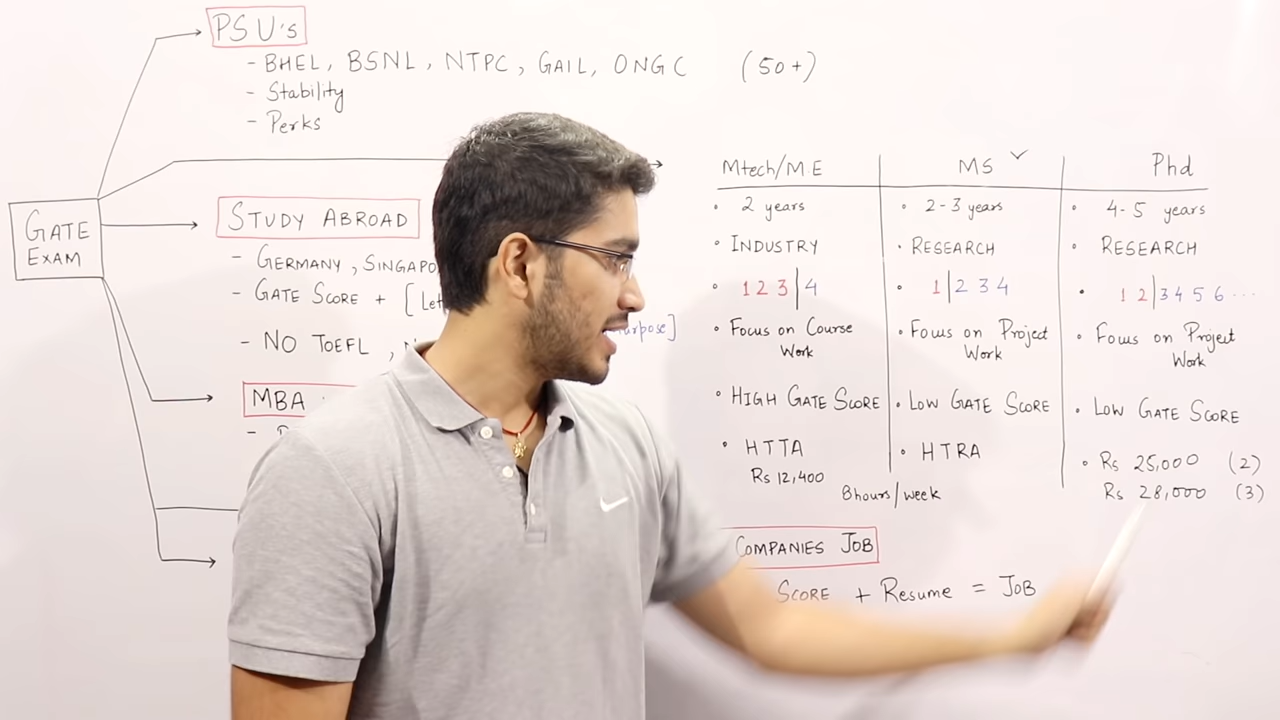 PSU's
- BHEL, BSNL, NTPC, GAIL, ONGC (50+)
- Stability
- Perks
GATE
EXAM
STUDY ABROAD
- GERMANY, SINGAPO
- GATE SCORE + [Let
urpose]
- NO TOEFL,
MBA
Mtech/M.E
• 2 years
• INDUSTRY
• 1 2 3 | 4
• Focus on Course
Work
• HIGH GATE SCORE
• HTTA
Rs 12,400
MS ✓
• 2-3 years
• RESEARCH
• 1 | 2 3 4
• Focus on Project
Work
• LOW GATE SCORE
• HTRA
8hours/week
Phd
• 4-5 years
• RESEARCH
• 1 2 | 3 4 5 6 ...
• Focus on Project
Work
• LOW GATE SCORE
• Rs 25,000 (2)
Rs 28,000 (3)
COMPANIES JOB
SCORE + Resume = JOB